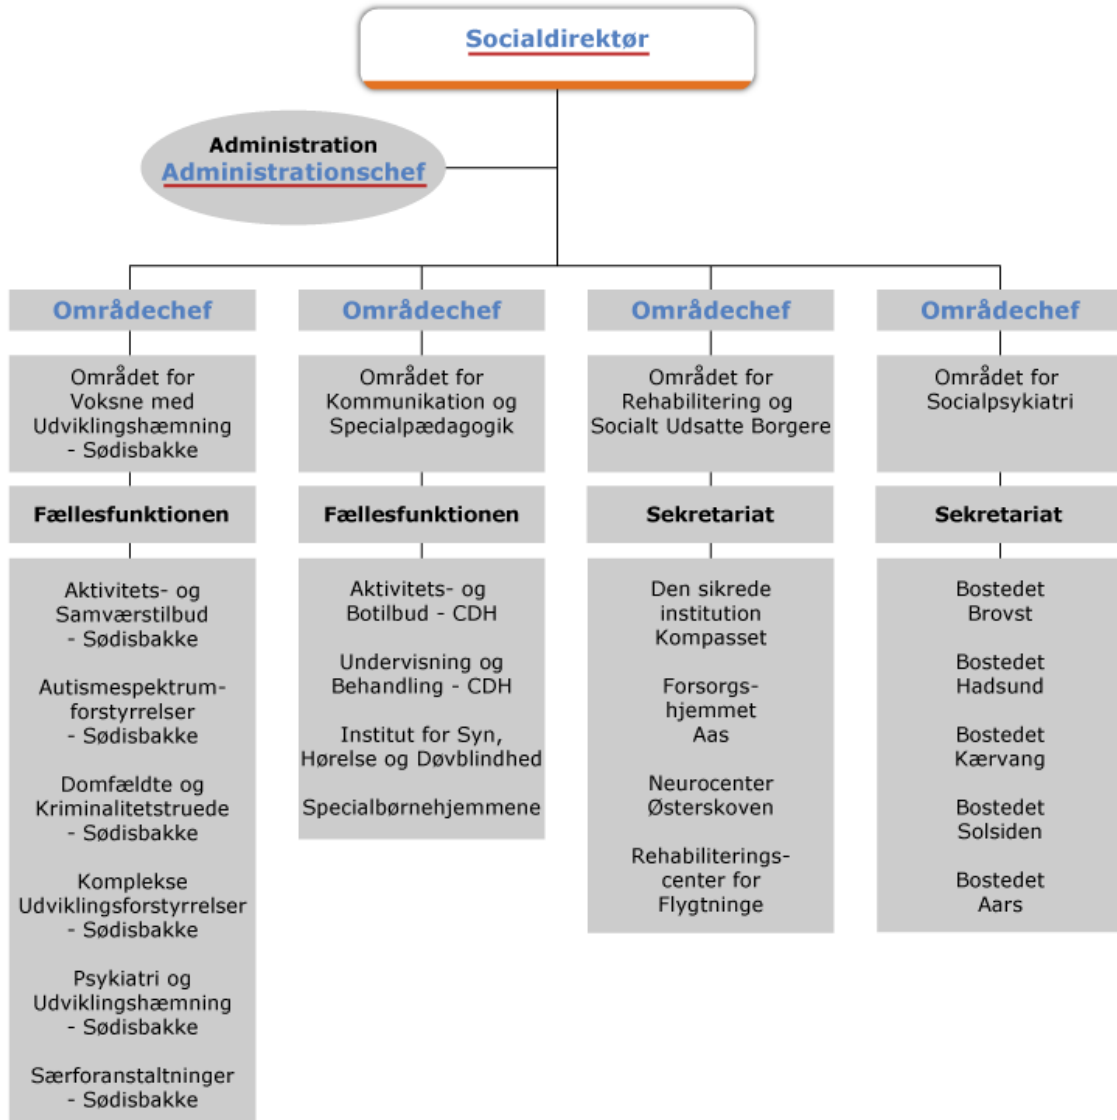 Socialdirektør
Administration
Administrationschef
Områdechef
Området for
Voksne med
Udviklingshæmning
- Sødisbakke
Fællesfunktionen
Aktivitets- og
Samværstilbud
- Sødisbakke
Autismespektrum-
forstyrrelser
- Sødisbakke
Domfældte og
Kriminalitetstruede
- Sødisbakke
Komplekse
Udviklingsforstyrrelser
- Sødisbakke
Psykiatri og
Udviklingshæmning
- Sødisbakke
Særforanstaltninger
- Sødisbakke
Områdechef
Området for
Kommunikation og
Specialpædagogik
Fællesfunktionen
Aktivitets- og
Botilbud - CDH
Undervisning og
Behandling - CDH
Institut for Syn,
Hørelse og Døvblindhed
Specialbørnehjemmene
Områdechef
Området for
Rehabilitering og
Socialt Udsatte Borgere
Sekretariat
Den sikrede
institution
Kompasset
Forsorgs-
hjemmet
Aas
Neurocenter
Østerskoven
Rehabiliterings-
center for
Flygtninge
Områdechef
Området for
Socialpsykiatri
Sekretariat
Bostedet
Brovst
Bostedet
Hadsund
Bostedet
Kærvang
Bostedet
Solsiden
Bostedet
Aars